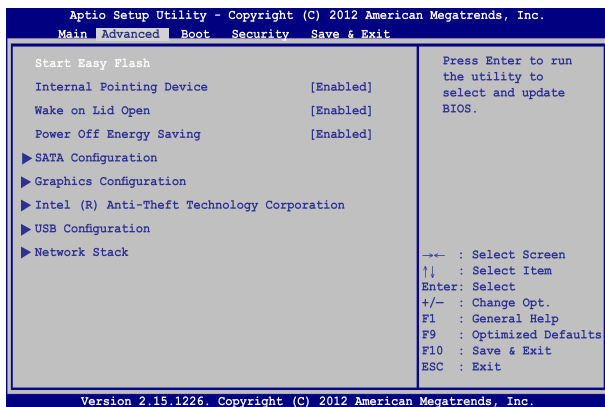 Aptio Setup Utility - Copyright (C) 2012 American Megatrends, Inc.
Main Advanced Boot Security Save & Exit
Start Easy Flash
Internal Pointing Device [Enabled]
Wake on Lid Open [Enabled]
Power Off Energy Saving [Enabled]
SATA Configuration
Graphics Configuration
Intel (R) Anti-Theft Technology Corporation
USB Configuration
Network Stack
Press Enter to run
the utility to
select and update
BIOS.
→← : Select Screen
↑↓ : Select Item
Enter: Select
+/— : Change Opt.
F1 : General Help
F9 : Optimized Defaults
F10 : Save & Exit
ESC : Exit
Version 2.15.1226. Copyright (C) 2012 American Megatrends, Inc.